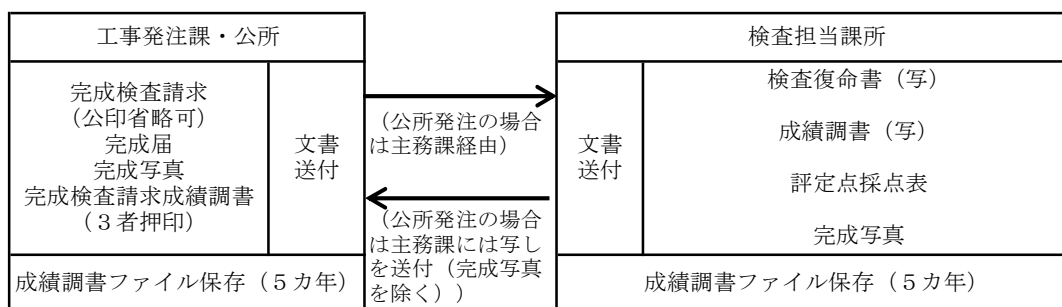 工事発注課・公所
完成検査請求
(公印省略可)
完成届
完成写真
完成検査請求成績調書
(３者押印)
文書
送付
成績調書ファイル保存（５カ年）
（公所発注の場合
は主務課経由）
（公所発注の場合
は主務課には写し
を送付（完成写真
を除く））
検査担当課所
文書
送付
検査復命書（写）
成績調書（写）
評定点採点表
完成写真
成績調書ファイル保存（５カ年）